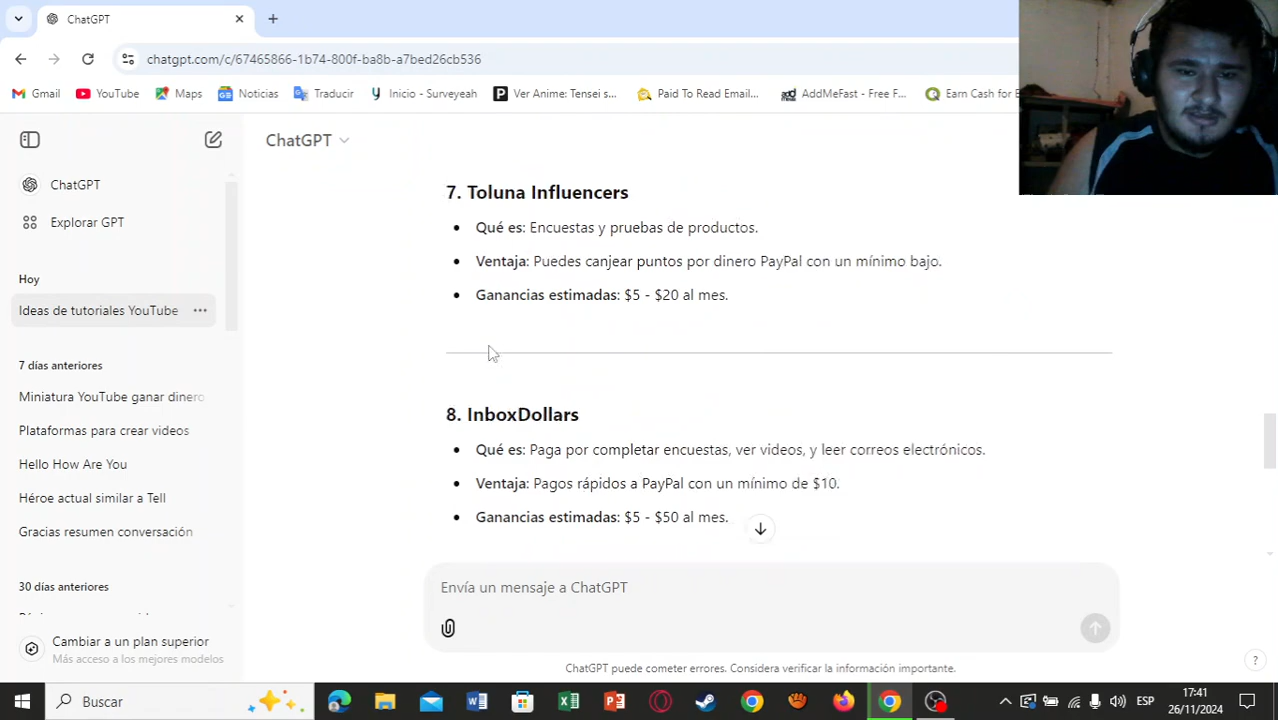 ChatGPT
chatgpt.com/c/67465866-1b74-800f-ba8b-a7bed26cb536
Gmail YouTube Maps Noticias Traducir Inicio - Surveyeah Ver Anime: Tensei s... Paid To Read Email... AddMeFast - Free F... Earn Cash for
ChatGPT
ChatGPT
Explorar GPT
Hoy
Ideas de tutoriales YouTube
7 días anteriores
Miniatura YouTube ganar dinero
Plataformas para crear videos
Hello How Are You
Héroe actual similar a Tell
Gracias resumen conversación
30 días anteriores
Cambiar a un plan superior
Más acceso a los mejores modelos
7. Toluna Influencers
Qué es: Encuestas y pruebas de productos.
Ventaja: Puedes canjear puntos por dinero PayPal con un mínimo bajo.
Ganancias estimadas: $5 - $20 al mes.
8. InboxDollars
Qué es: Paga por completar encuestas, ver videos, y leer correos electrónicos.
Ventaja: Pagos rápidos a PayPal con un mínimo de $10.
Ganancias estimadas: $5 - $50 al mes.
Envía un mensaje a ChatGPT
ChatGPT puede cometer errores. Considera verificar la información importante.
?
Buscar
ESP
17:41
26/11/2024